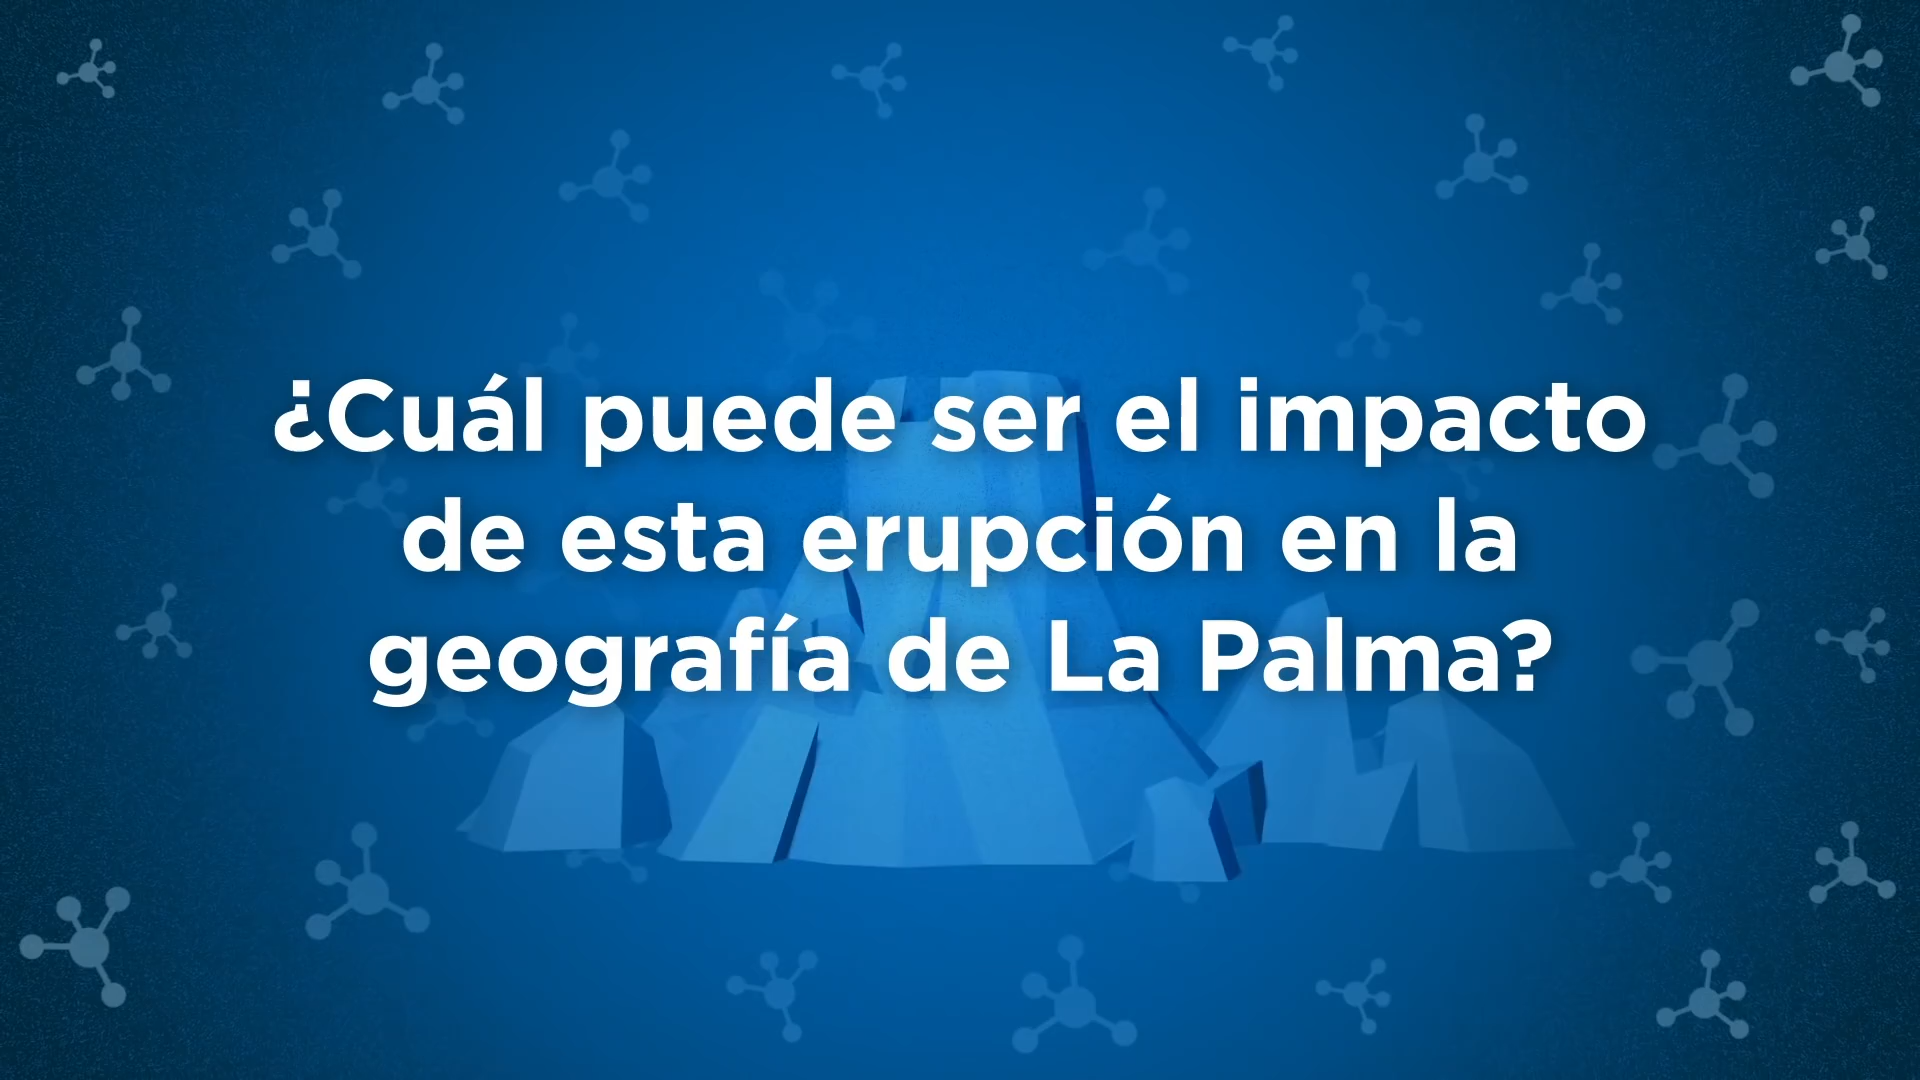 ¿Cuál puede ser el impacto
de esta erupción en la
geografía de La Palma?